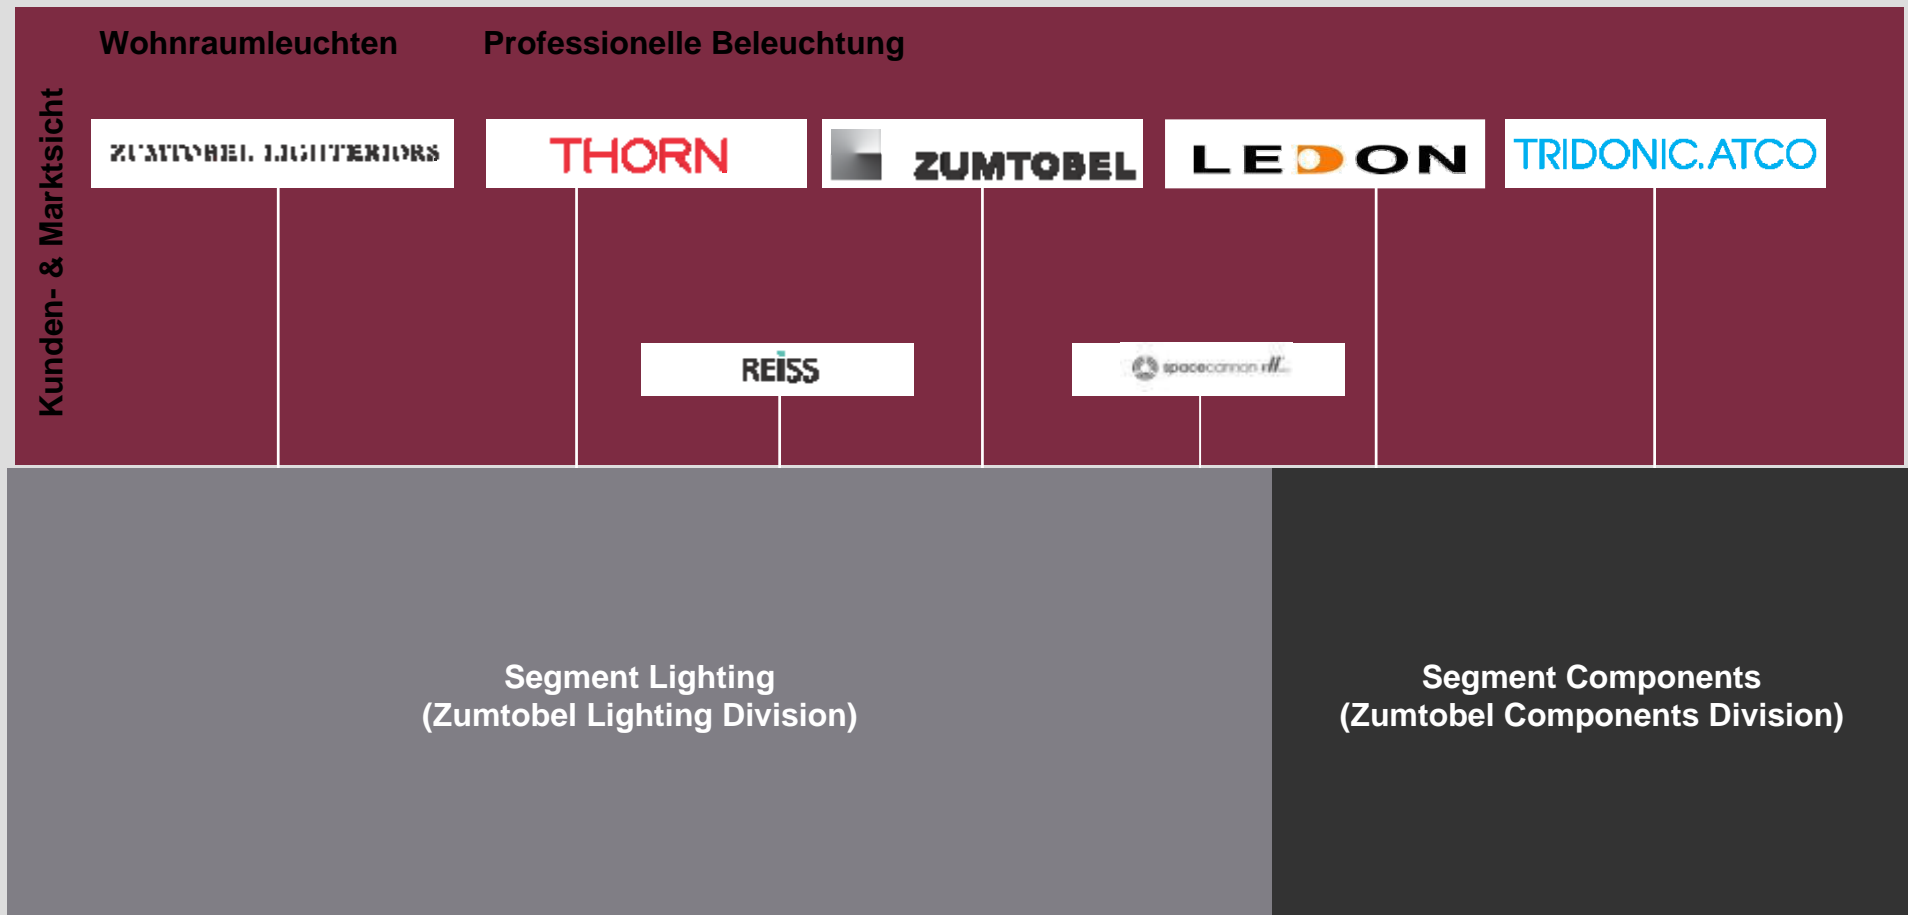 Wohnraumleuchten
Professionelle Beleuchtung
Kunden- & Marktsicht
ZUMTOBEL LIGHTERIORS
THORN
ZUMTOBEL
LEDON
TRIDONIC.ATCO
REISS
spacecannon
Segment Lighting
(Zumtobel Lighting Division)
Segment Components
(Zumtobel Components Division)